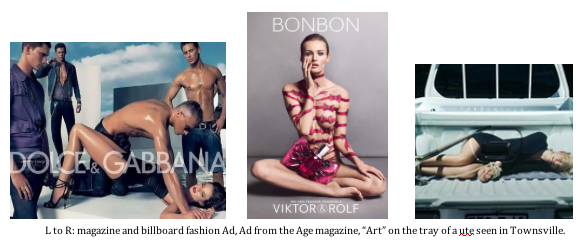 BONBON
DOLCE & GABBANA
VIKTOR & ROLF
L to R: magazine and billboard fashion Ad, Ad from the Age magazine, “Art” on the tray of a ute seen in Townsville.